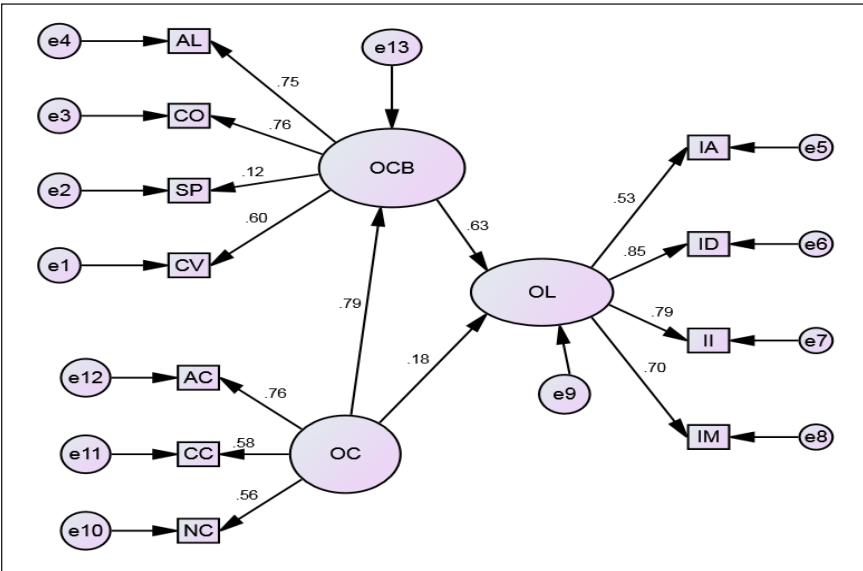 e4 AL
.75
e13
e3 CO
.76
OCB
e2 SP
.12
e1 CV
.60
.63
IA e5
.53
ID e6
.85
OL
II e7
.79
IM e8
.70
e9
.79
.18
e12 AC
.76
e11 CC
.58
OC
e10 NC
.56